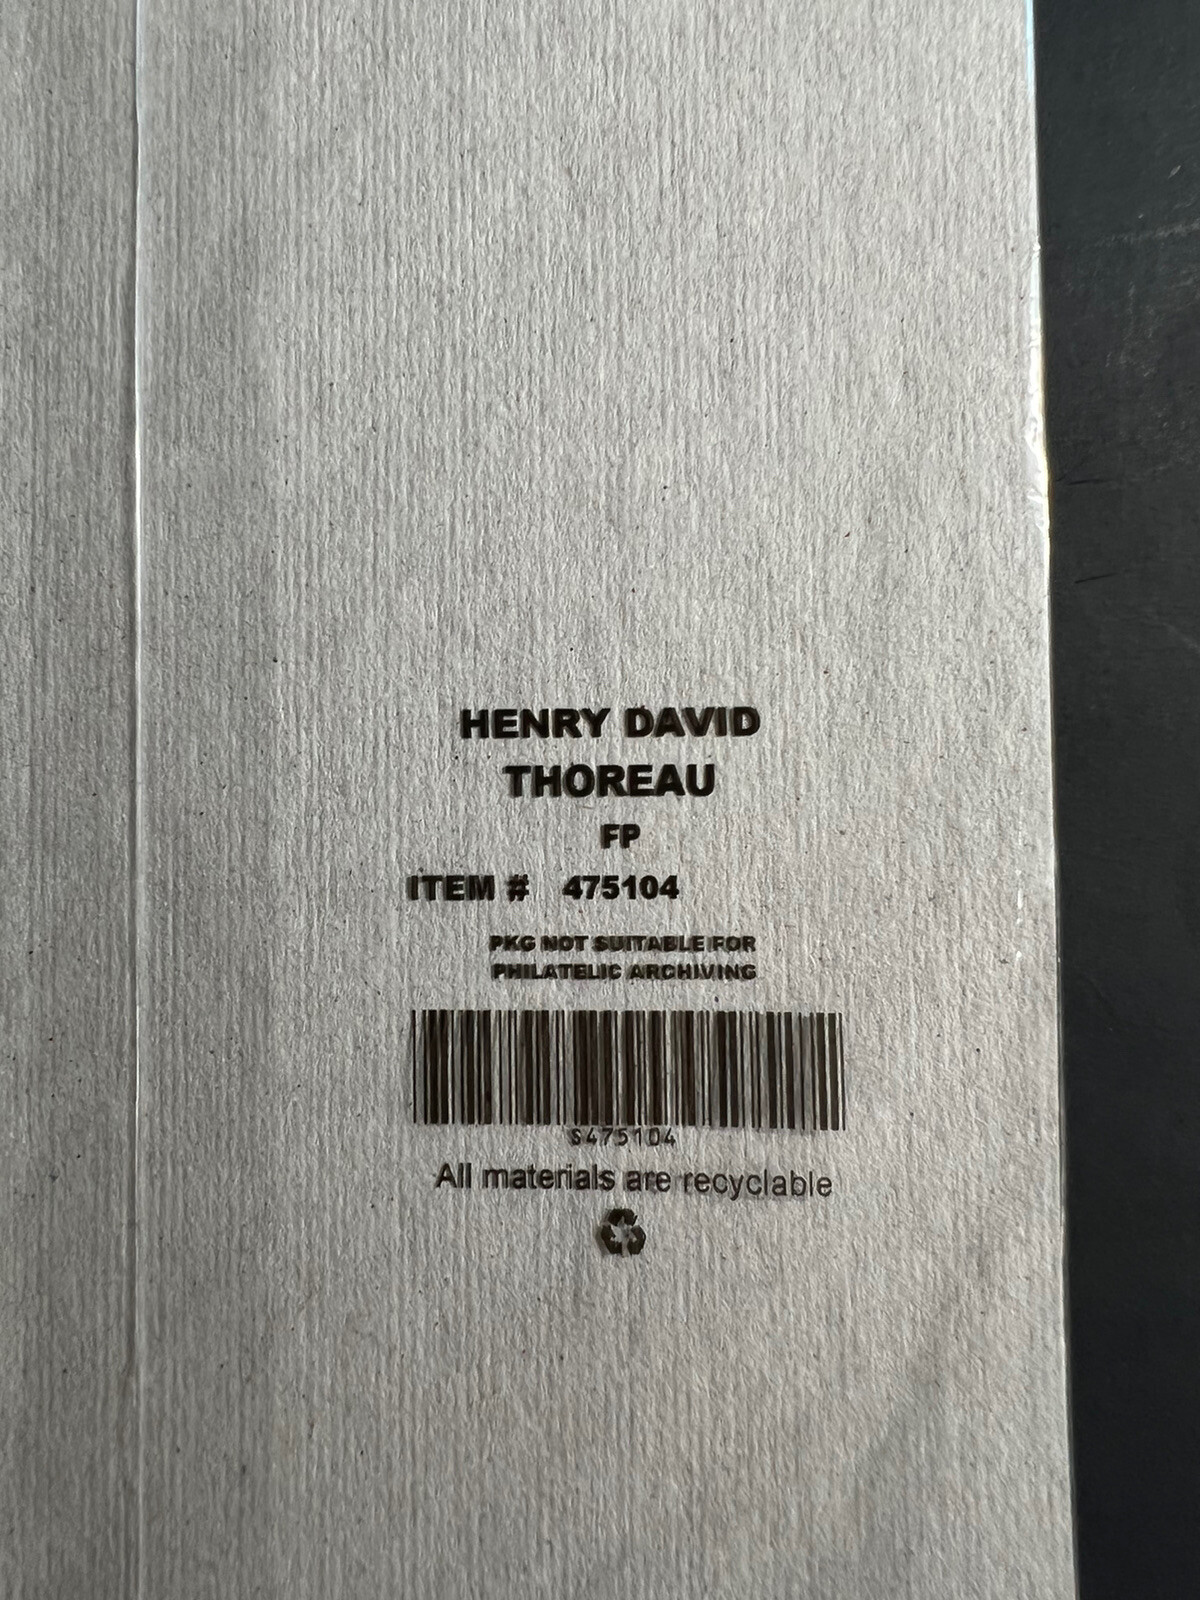 HENRY DAVID
THOREAU
FP
ITEM # 475104
PKG NOT SUITABLE FOR
PHILATELIC ARCHIVING
S475104
All materials are recyclable